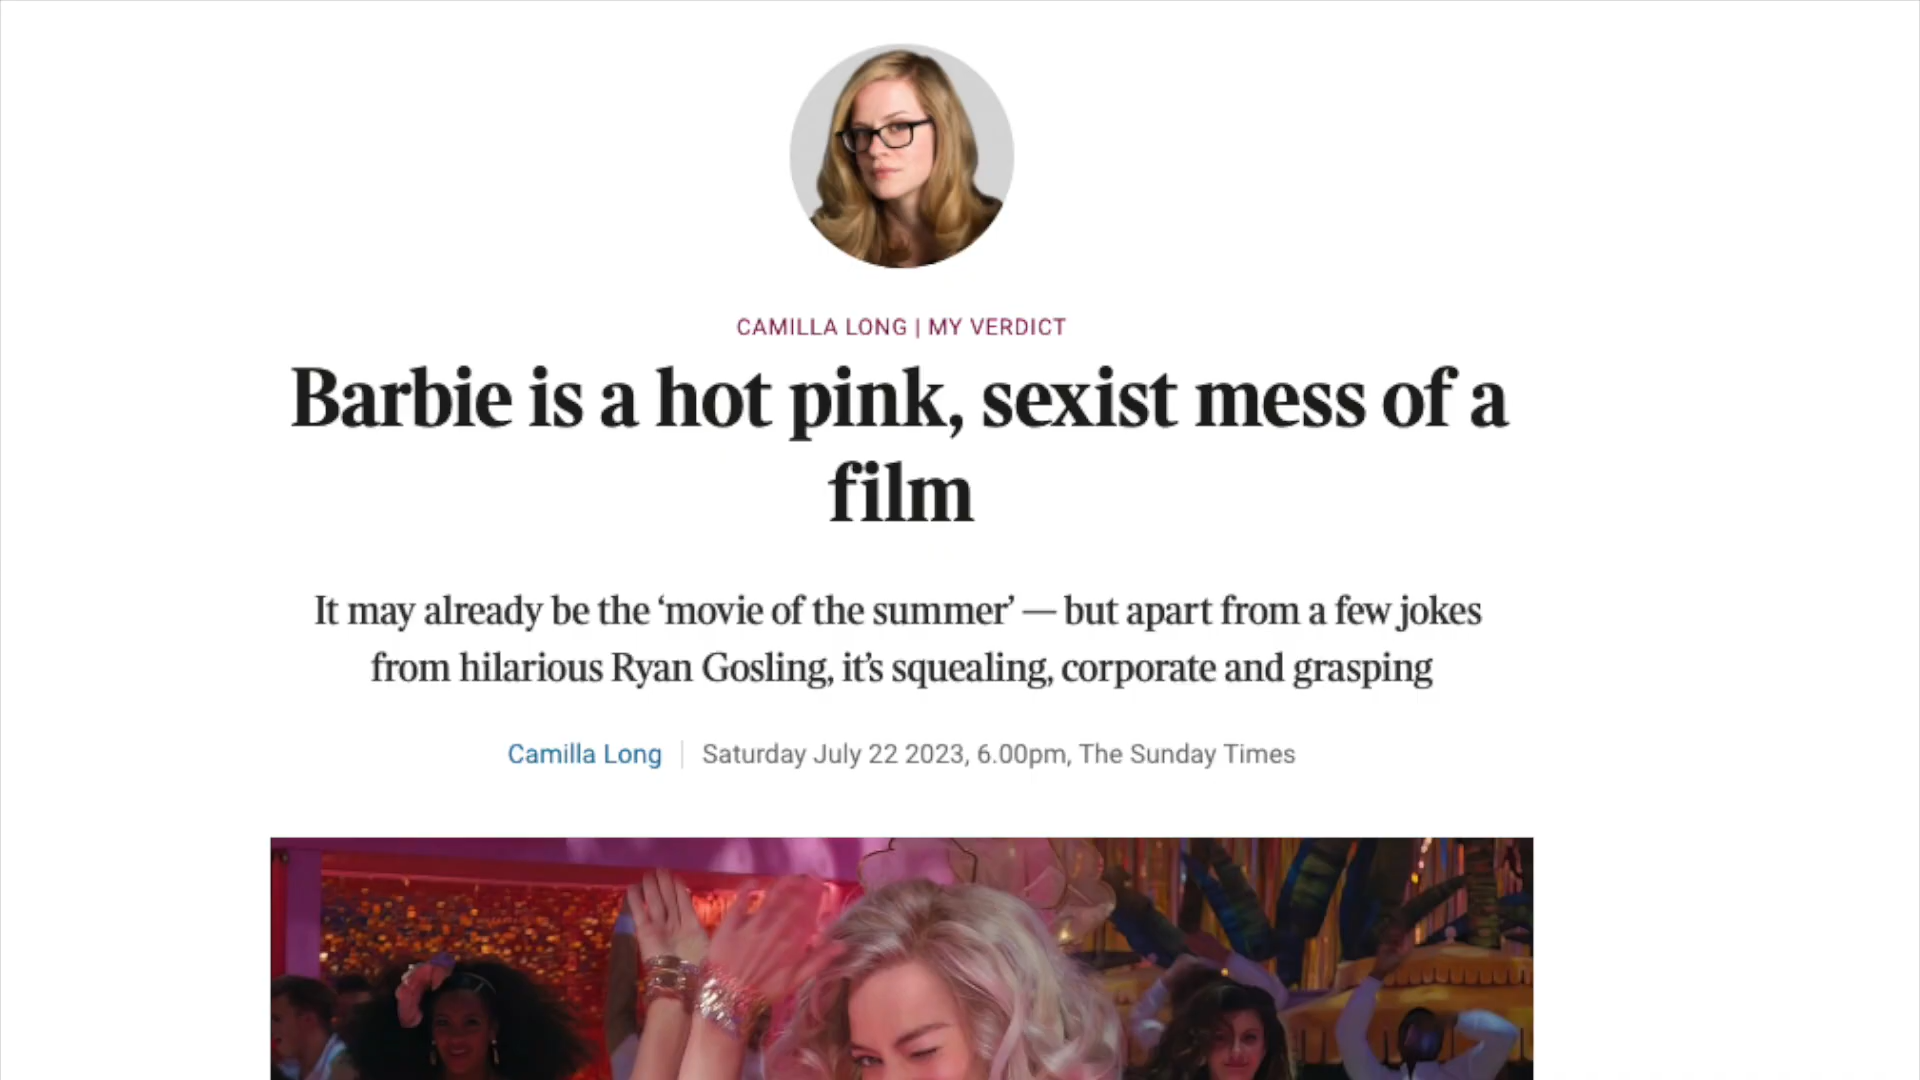 CAMILLA LONG | MY VERDICT
Barbie is a hot pink, sexist mess of a
film
It may already be the ‘movie of the summer’ — but apart from a few jokes
from hilarious Ryan Gosling, it’s squealing, corporate and grasping
Camilla Long | Saturday July 22 2023, 6.00pm, The Sunday Times